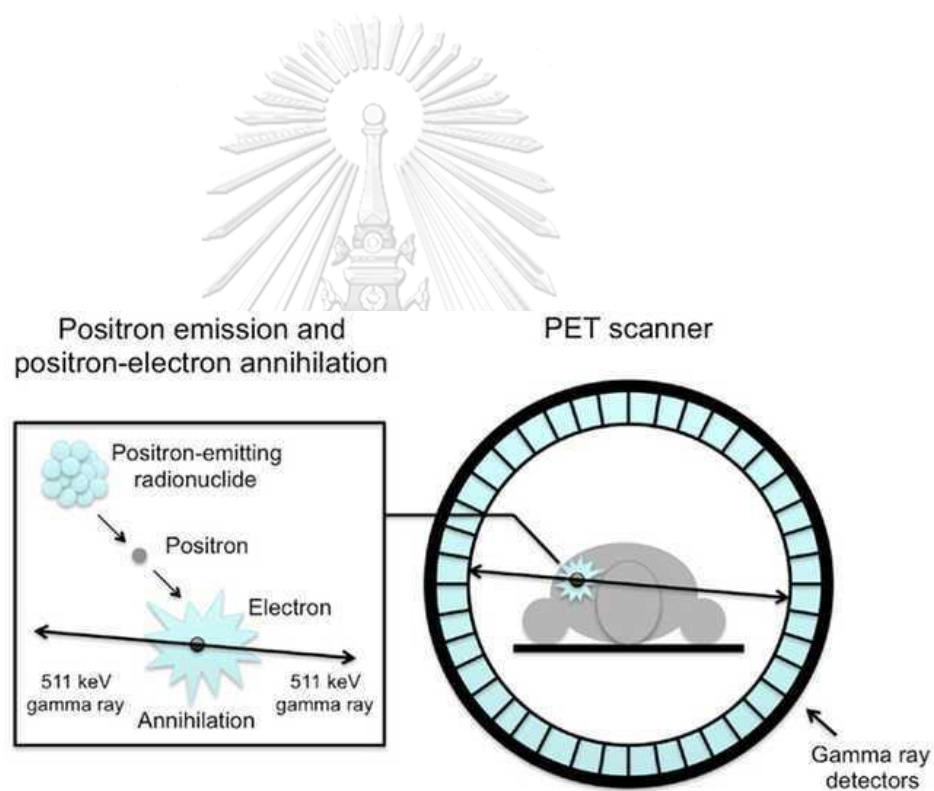 Positron emission and
positron-electron annihilation
PET scanner
Positron-emitting
radionuclide
Positron
Electron
511 keV
gamma ray
511 keV
gamma ray
Annihilation
Gamma ray
detectors